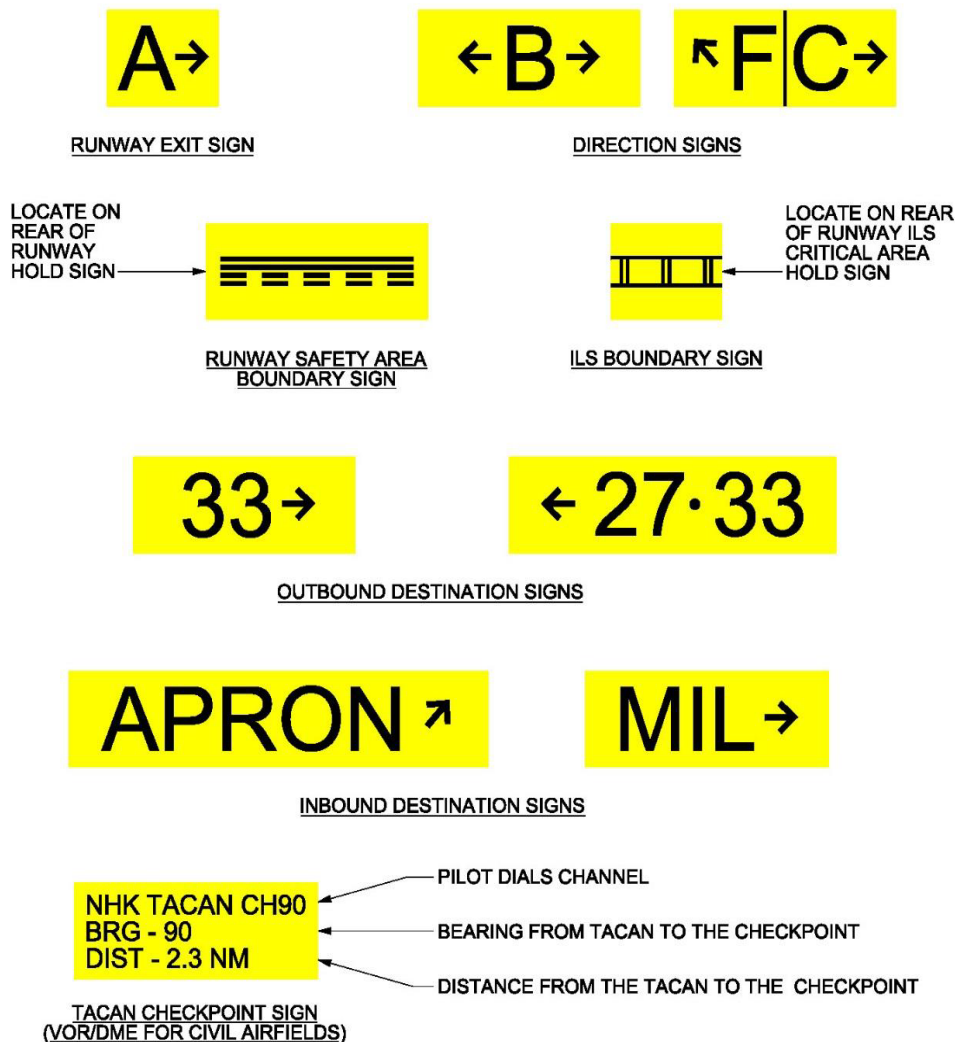 A→
←B→
↖F|C→
RUNWAY EXIT SIGN
DIRECTION SIGNS
LOCATE ON
REAR OF
RUNWAY
HOLD SIGN
LOCATE ON REAR
OF RUNWAY ILS
CRITICAL AREA
HOLD SIGN
RUNWAY SAFETY AREA
BOUNDARY SIGN
ILS BOUNDARY SIGN
33→
←27·33
OUTBOUND DESTINATION SIGNS
APRON↗
MIL→
INBOUND DESTINATION SIGNS
NHK TACAN CH90
BRG - 90
DIST - 2.3 NM
PILOT DIALS CHANNEL
BEARING FROM TACAN TO THE CHECKPOINT
DISTANCE FROM THE TACAN TO THE CHECKPOINT
TACAN CHECKPOINT SIGN
(VOR/DME FOR CIVIL AIRFIELDS)